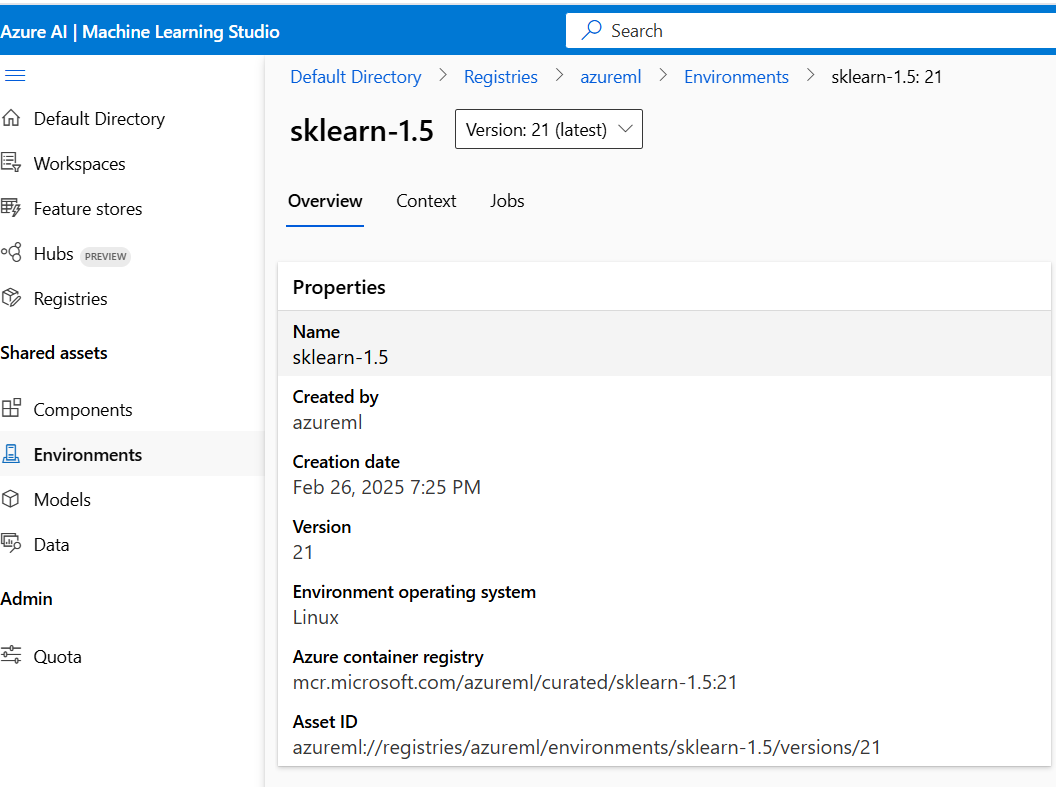 Azure AI | Machine Learning Studio
Search
Default Directory > Registries > azureml > Environments > sklearn-1.5: 21
sklearn-1.5
Version: 21 (latest)
Overview
Context
Jobs
Default Directory
Workspaces
Feature stores
Hubs PREVIEW
Registries
Shared assets
Components
Environments
Models
Data
Admin
Quota
Properties
Name
sklearn-1.5
Created by
azureml
Creation date
Feb 26, 2025 7:25 PM
Version
21
Environment operating system
Linux
Azure container registry
mcr.microsoft.com/azureml/curated/sklearn-1.5:21
Asset ID
azureml://registries/azureml/environments/sklearn-1.5/versions/21